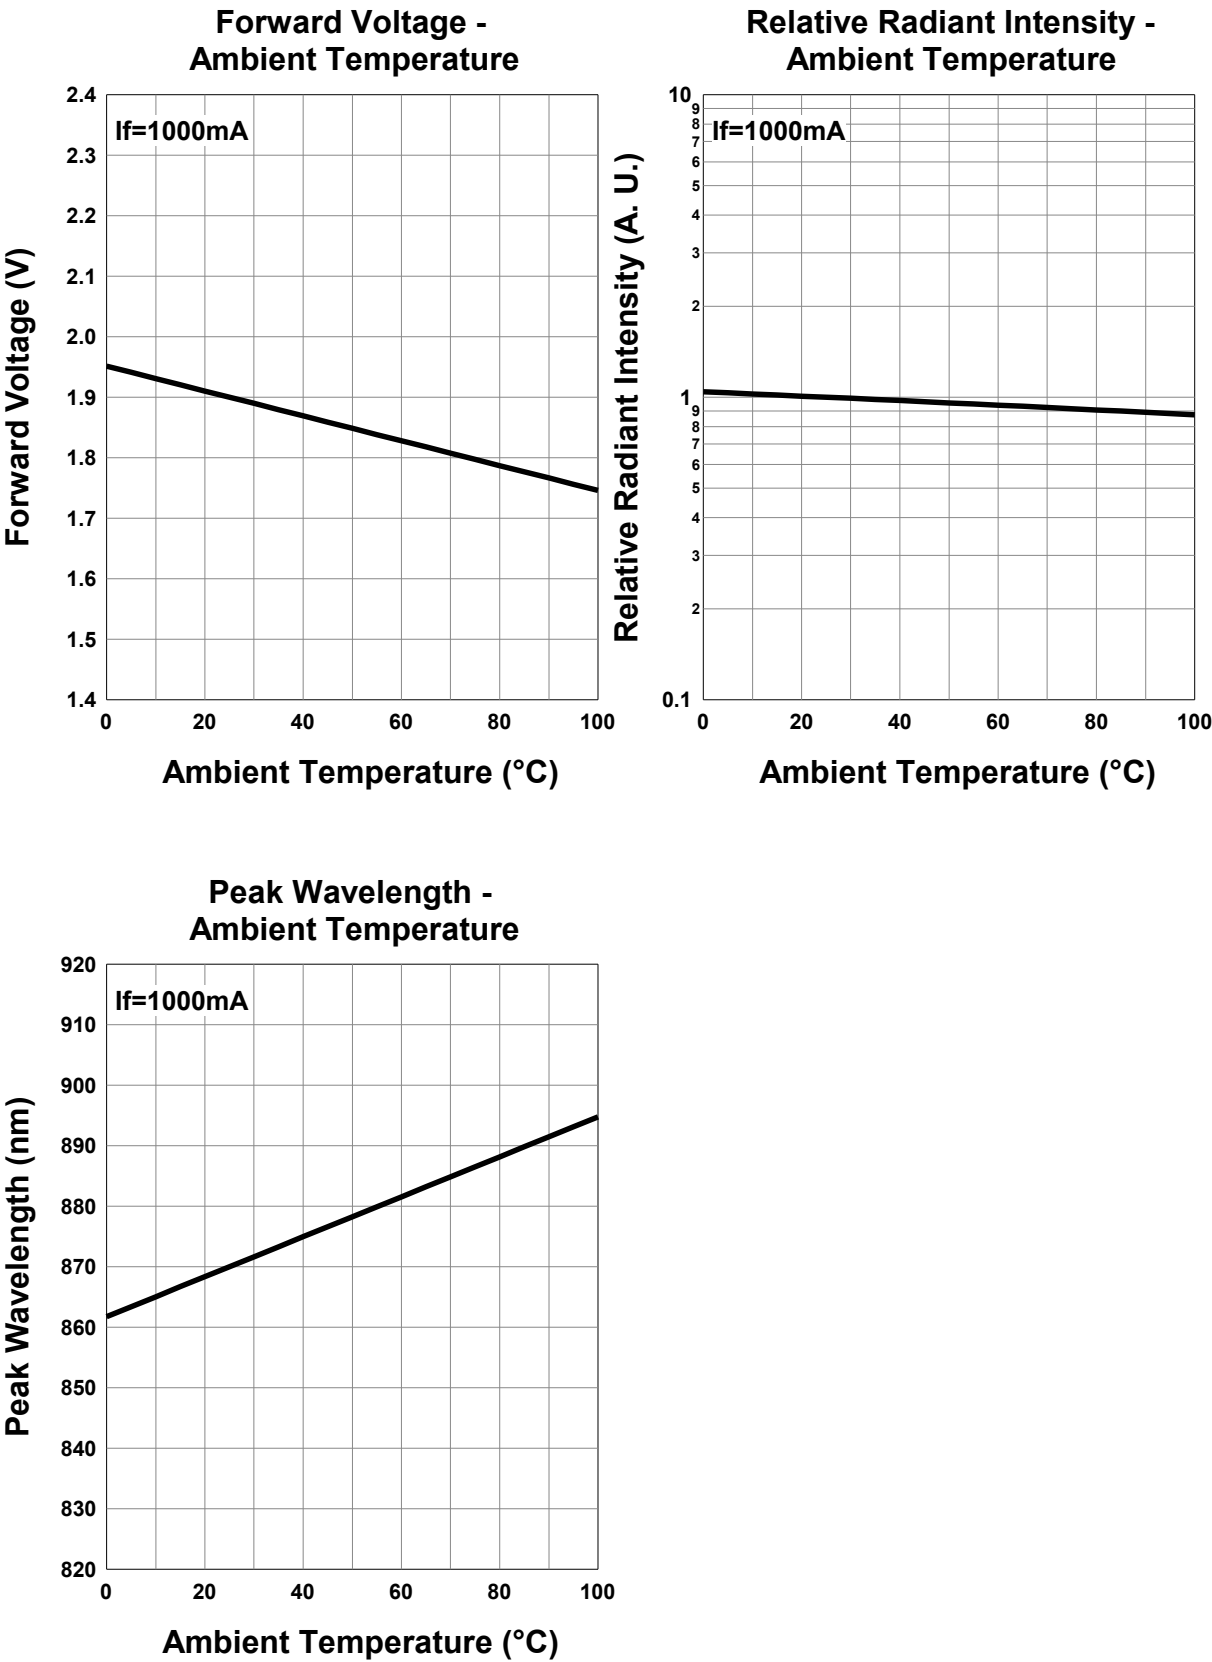 Forward Voltage -
Ambient Temperature
If=1000mA
Forward Voltage (V)
2.4
2.3
2.2
2.1
2.0
1.9
1.8
1.7
1.6
1.5
1.4
0 20 40 60 80 100
Ambient Temperature (°C)
Relative Radiant Intensity -
Ambient Temperature
If=1000mA
Relative Radiant Intensity (A. U.)
10
9
8
7
6
5
4
3
2
1
9
8
7
6
5
4
3
2
0.1
0 20 40 60 80 100
Ambient Temperature (°C)
Peak Wavelength -
Ambient Temperature
If=1000mA
Peak Wavelength (nm)
920
910
900
890
880
870
860
850
840
830
820
0 20 40 60 80 100
Ambient Temperature (°C)